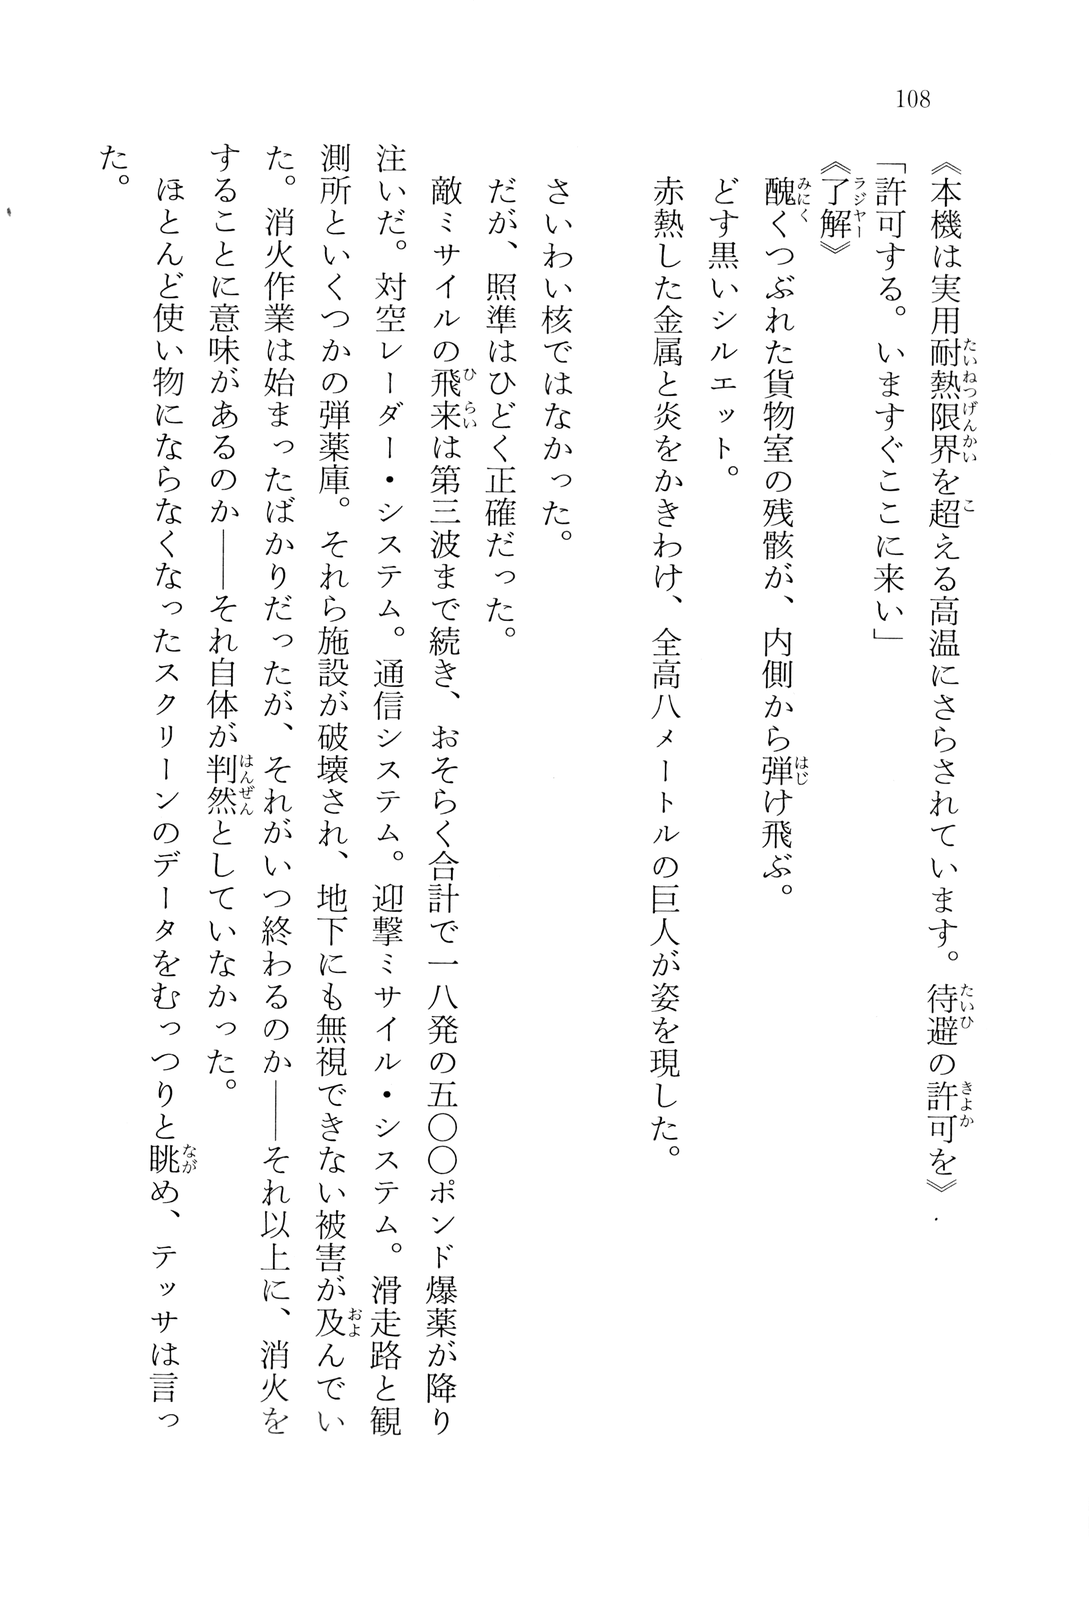 108
《本機は実用耐熱限界を超える高温にさらされています。待避の許可を》
「許可する。いますぐここに来い」
《了解》
醜くつぶれた貨物室の残骸が、内側から弾け飛ぶ。
どす黒いシルエット。
赤熱した金属と炎をかきわけ、全高八メートルの巨人が姿を現した。
さいわい核ではなかった。
だが、照準はひどく正確だった。
敵ミサイルの飛来は第三波まで続き、おそらく合計で一八発の五〇〇ポンド爆薬が降り
注いだ。対空レーダー・システム。通信システム。迎撃ミサイル・システム。滑走路と観
測所といくつかの弾薬庫。それら施設が破壊され、地下にも無視できない被害が及んでい
た。消火作業は始まったばかりだったが、それがいつ終わるのか――それ以上に、消火を
することに意味があるのか――それ自体が判然としていなかった。
ほとんど使い物にならなくなったスクリーンのデータをむっつりと眺め、テッサは言っ
た。